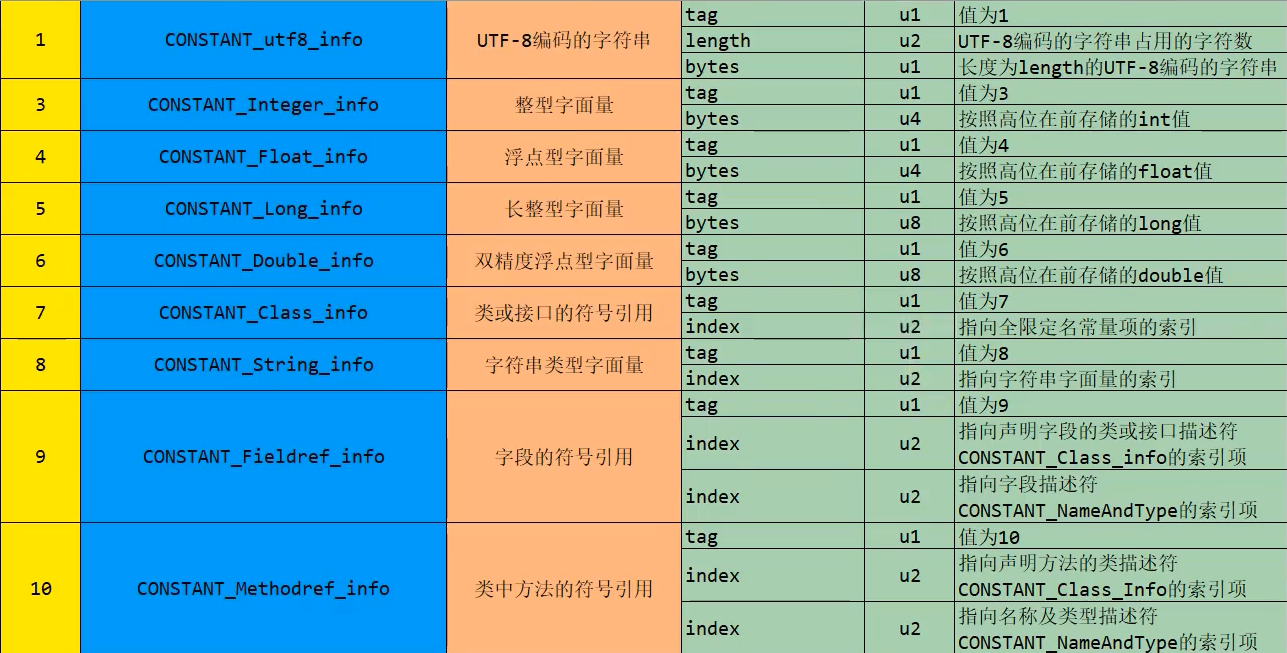 1 CONSTANT_utf8_info UTF-8编码的字符串 tag u1 值为1
length u2 UTF-8编码的字符串占用的字符数
bytes u1 长度为length的UTF-8编码的字符串
3 CONSTANT_Integer_info 整型字面量 tag u1 值为3
bytes u4 按照高位在前存储的int值
4 CONSTANT_Float_info 浮点型字面量 tag u1 值为4
bytes u4 按照高位在前存储的float值
5 CONSTANT_Long_info 长整型字面量 tag u1 值为5
bytes u8 按照高位在前存储的long值
6 CONSTANT_Double_info 双精度浮点型字面量 tag u1 值为6
bytes u8 按照高位在前存储的double值
7 CONSTANT_Class_info 类或接口的符号引用 tag u1 值为7
index u2 指向全限定名常量项的索引
8 CONSTANT_String_info 字符串类型字面量 tag u1 值为8
index u2 指向字符串字面量的索引
9 CONSTANT_Fieldref_info 字段的符号引用 tag u1 值为9
index u2 指向声明字段的类或接口描述符
CONSTANT_Class_info的索引项
index u2 指向字段描述符
CONSTANT_NameAndType的索引项
10 CONSTANT_Methodref_info 类中方法的符号引用 tag u1 值为10
index u2 指向声明方法的类描述符
CONSTANT_Class_Info的索引项
index u2 指向名称及类型描述符
CONSTANT_NameAndType的索引项